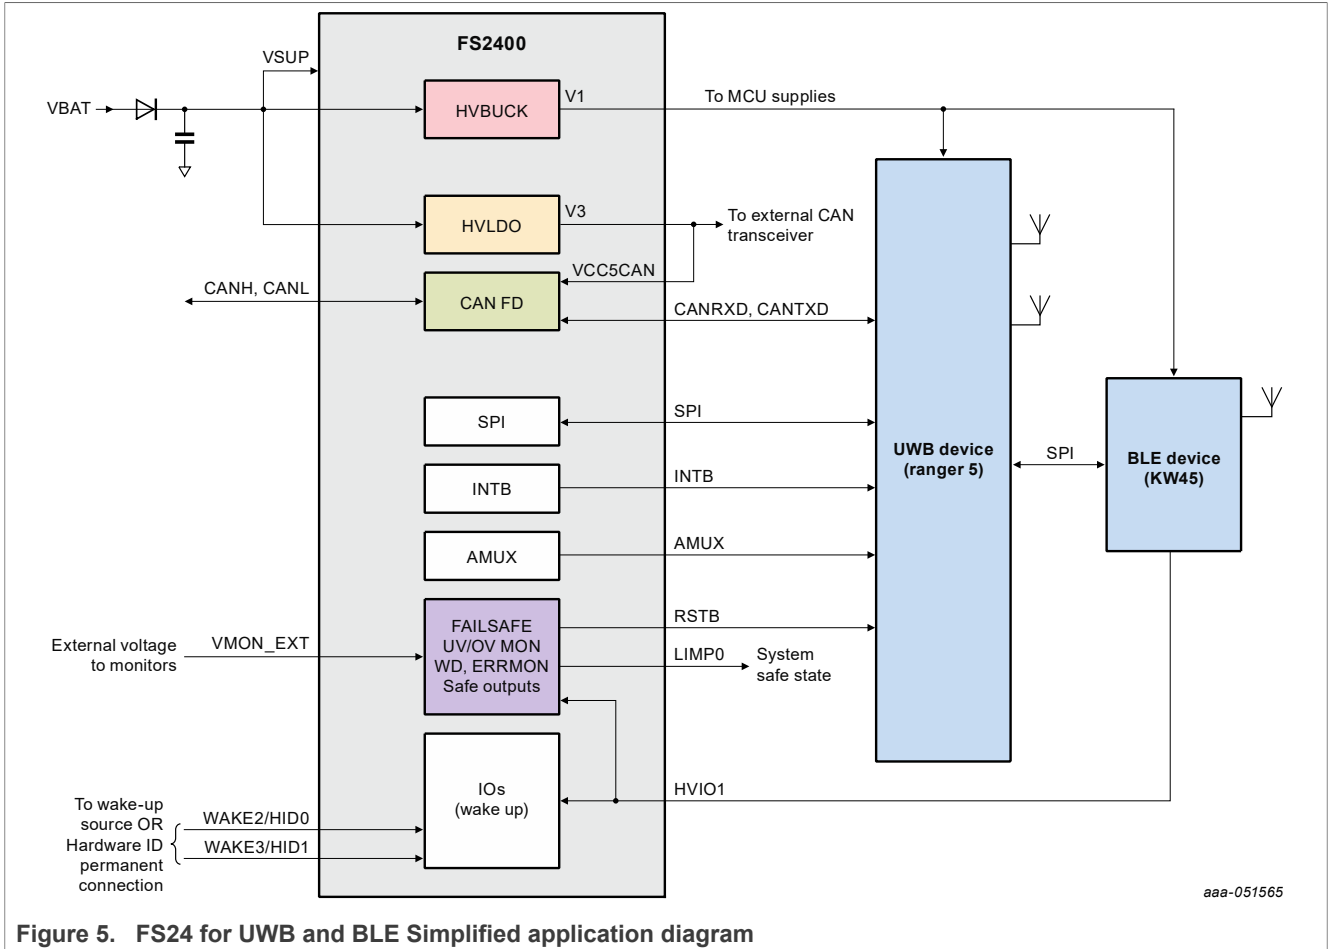 FS2400
VSUP
VBAT
HVBUCK
V1
To MCU supplies
HVLDO
V3
To external CAN
transceiver
VCC5CAN
CANH, CANL
CAN FD
CANRXD, CANTXD
SPI
SPI
UWB device
(ranger 5)
SPI
BLE device
(KW45)
INTB
INTB
AMUX
AMUX
External voltage
to monitors
VMON_EXT
FAILSAFE
UV/OV MON
WD, ERRMON
Safe outputs
RSTB
LIMP0
System
safe state
IOs
(wake up)
HVIO1
To wake-up
source OR
Hardware ID
permanent
connection
WAKE2/HID0
WAKE3/HID1
aaa-051565
Figure 5. FS24 for UWB and BLE Simplified application diagram